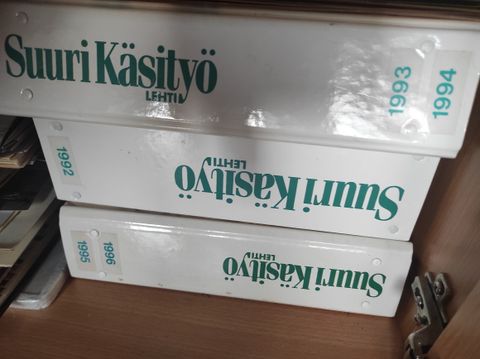 Suuri Käsityö
LEHTI
1993
1994
Suuri Käsityö
LEHTI
1992
Suuri Käsityö
LEHTI
1995
1996